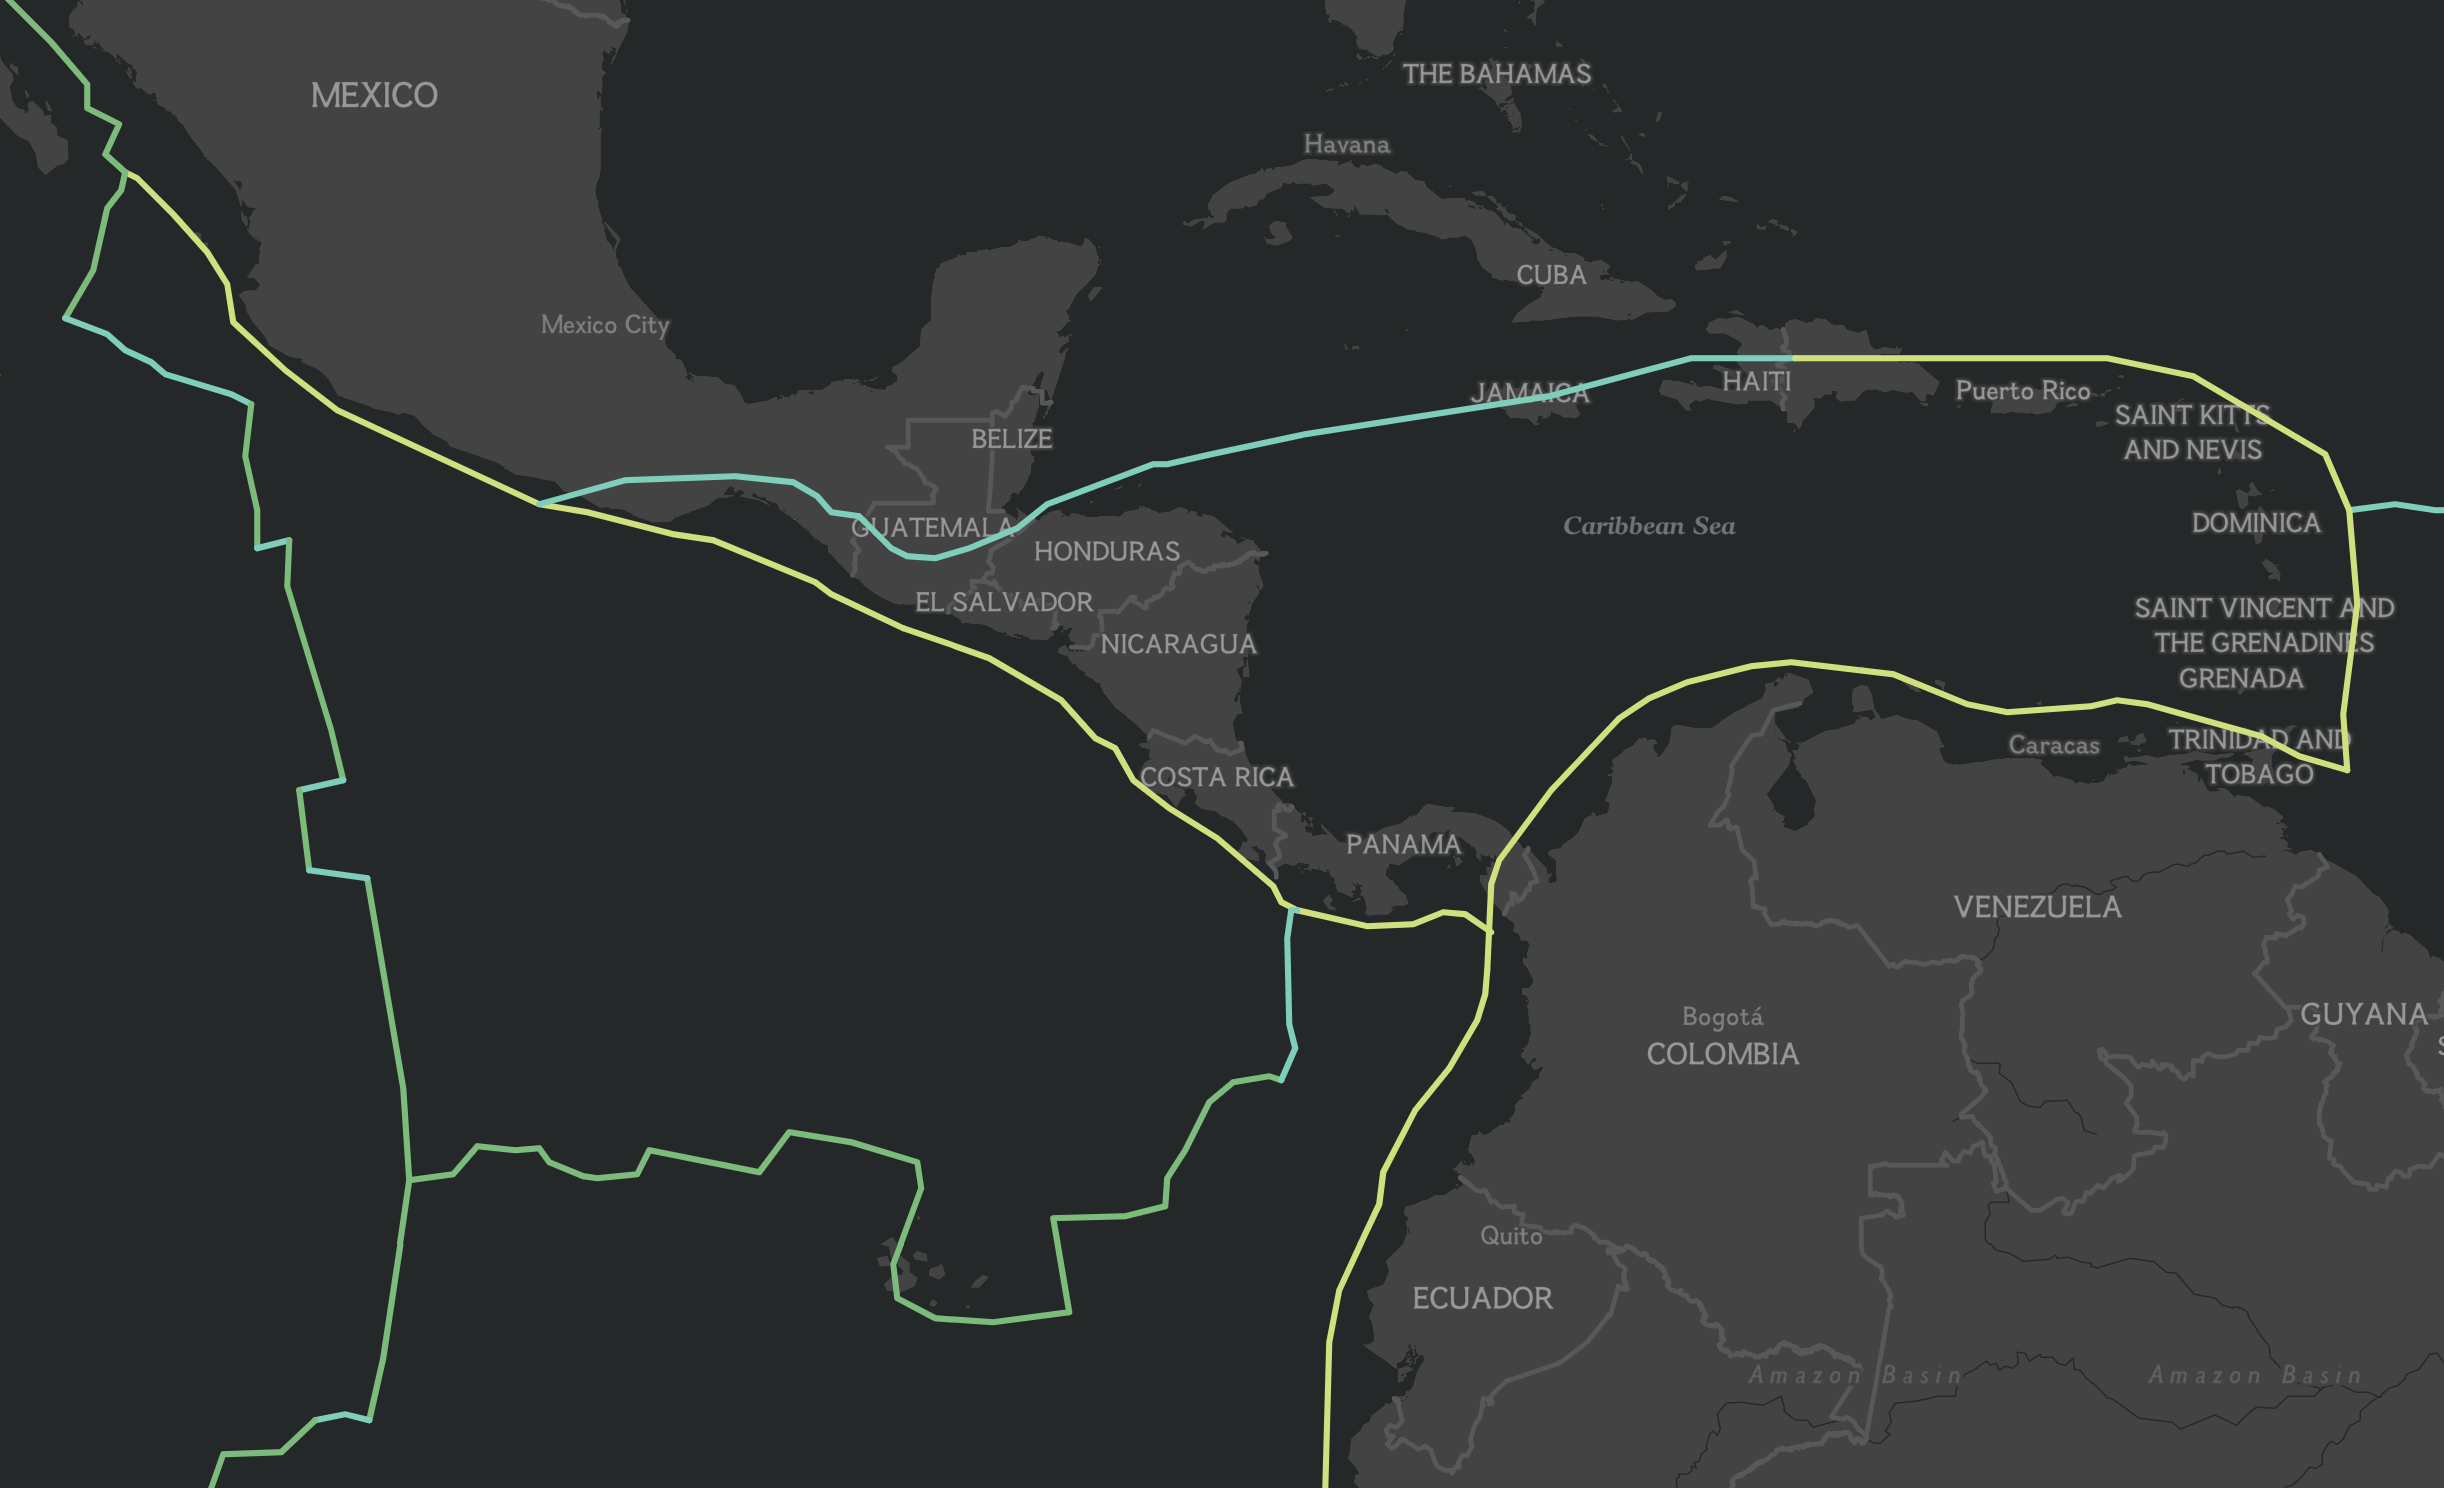 THE BAHAMAS
MEXICO
Havana
CUBA
Mexico City
HAITI
Puerto Rico
JAMAICA
SAINT KITTS
AND NEVIS
BELIZE
DOMINICA
Caribbean Sea
GUATEMALA
HONDURAS
EL SALVADOR
SAINT VINCENT AND
THE GRENADINES
NICARAGUA
GRENADA
TRINIDAD AND
TOBAGO
Caracas
COSTA RICA
PANAMA
VENEZUELA
GUYANA
Bogotá
COLOMBIA
S
Quito
ECUADOR
Amazon Basin
Amazon Basin